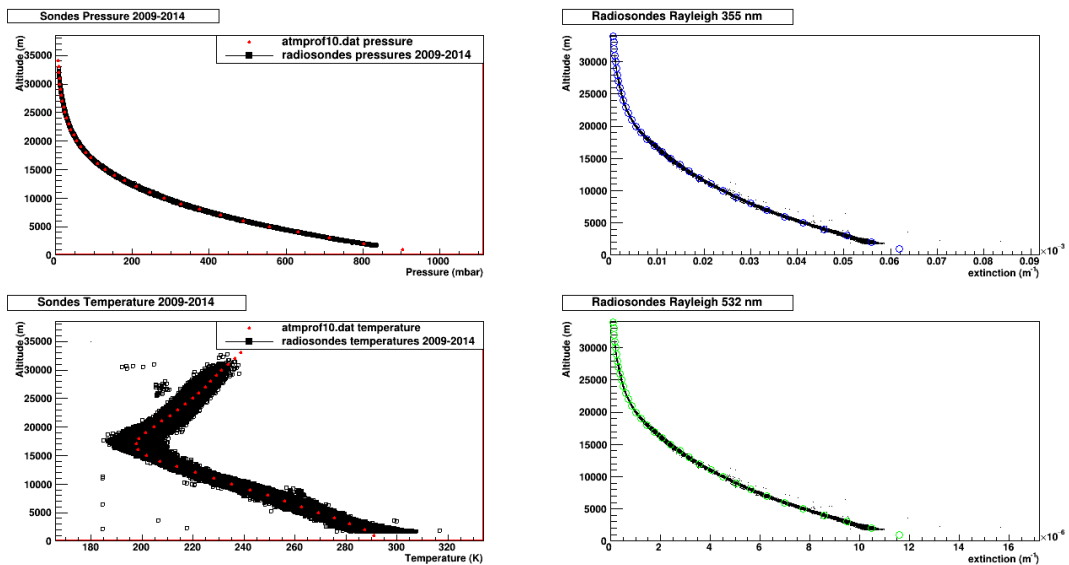 Sondes Pressure 2009-2014
Altitude (m)
atmprof10.dat pressure
radiosondes pressures 2009-2014
35000
30000
25000
20000
15000
10000
5000
0
0 200 400 600 800 1000
Pressure (mbar)
Radiosondes Rayleigh 355 nm
Altitude (m)
30000
25000
20000
15000
10000
5000
0
0 0.01 0.02 0.03 0.04 0.05 0.06 0.07 0.08 0.09
×10-3
extinction (m-1)
Sondes Temperature 2009-2014
Altitude (m)
atmprof10.dat temperature
radiosondes temperatures 2009-2014
35000
30000
25000
20000
15000
10000
5000
0
180 200 220 240 260 280 300 320
Temperature (K)
Radiosondes Rayleigh 532 nm
Altitude (m)
30000
25000
20000
15000
10000
5000
0
0 2 4 6 8 10 12 14 16
×10-6
extinction (m-1)